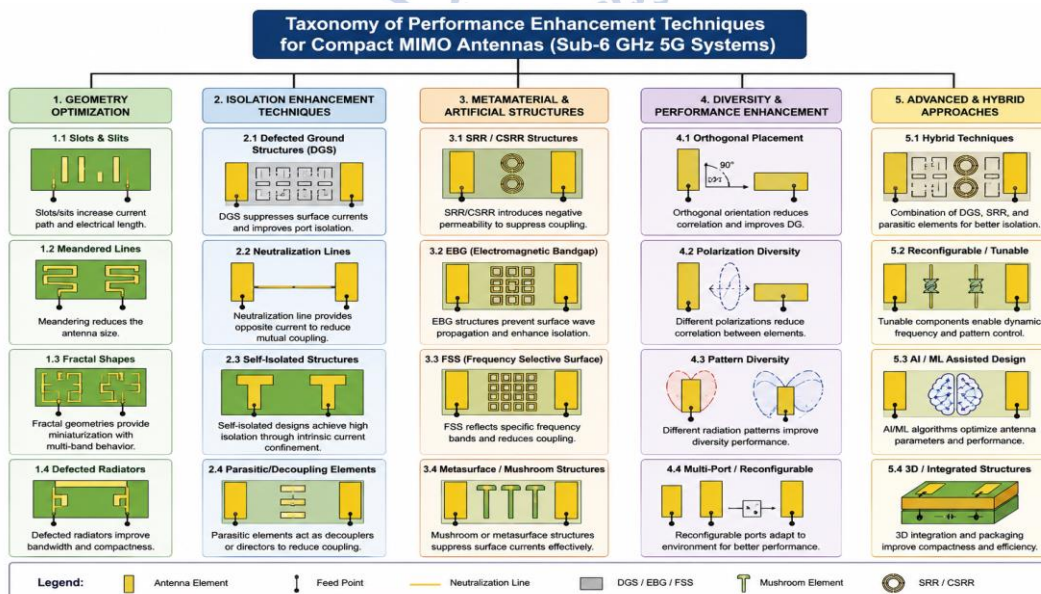 Taxonomy of Performance Enhancement Techniques
for Compact MIMO Antennas (Sub-6 GHz 5G Systems)
1. GEOMETRY
OPTIMIZATION
1.1 Slots & Slits
Slots/sits increase current
path and electrical length.
1.2 Meandered Lines
Meandering reduces the
antenna size.
1.3 Fractal Shapes
Fractal geometries provide
miniaturization with
multi-band behavior.
1.4 Defected Radiators
Defected radiators improve
bandwidth and compactness.
2. ISOLATION ENHANCEMENT
TECHNIQUES
2.1 Defected Ground
Structures (DGS)
DGS suppresses surface currents
and improves port isolation.
2.2 Neutralization Lines
Neutralization line provides
opposite current to reduce
mutual coupling.
2.3 Self-Isolated Structures
Self-isolated designs achieve high
isolation through intrinsic current
confinement.
2.4 Parasitic/Decoupling Elements
Parasitic elements act as decouplers
or directors to reduce coupling.
3. METAMATERIAL &
ARTIFICIAL STRUCTURES
3.1 SRR / CSRR Structures
SRR/CSRR introduces negative
permeability to suppress coupling.
3.2 EBG (Electromagnetic Bandgap)
EBG structures prevent surface wave
propagation and enhance isolation.
3.3 FSS (Frequency Selective Surface)
FSS reflects specific frequency
bands and reduces coupling.
3.4 Metasurface / Mushroom Structures
Mushroom or metasurface structures
suppress surface currents effectively.
4. DIVERSITY &
PERFORMANCE ENHANCEMENT
4.1 Orthogonal Placement
90°
Orthogonal orientation reduces
correlation and improves DG.
4.2 Polarization Diversity
Different polarizations reduce
correlation between elements.
4.3 Pattern Diversity
Different radiation patterns improve
diversity performance.
4.4 Multi-Port / Reconfigurable
Reconfigurable ports adapt to
environment for better performance.
5. ADVANCED & HYBRID
APPROACHES
5.1 Hybrid Techniques
Combination of DGS, SRR, and
parasitic elements for better isolation.
5.2 Reconfigurable / Tunable
Tunable components enable dynamic
frequency and pattern control.
5.3 AI / ML Assisted Design
AI/ML algorithms optimize antenna
parameters and performance.
5.4 3D / Integrated Structures
3D integration and packaging
improve compactness and efficiency.
Legend:
Antenna Element
Feed Point
Neutralization Line
DGS / EBG / FSS
Mushroom Element
SRR / CSRR